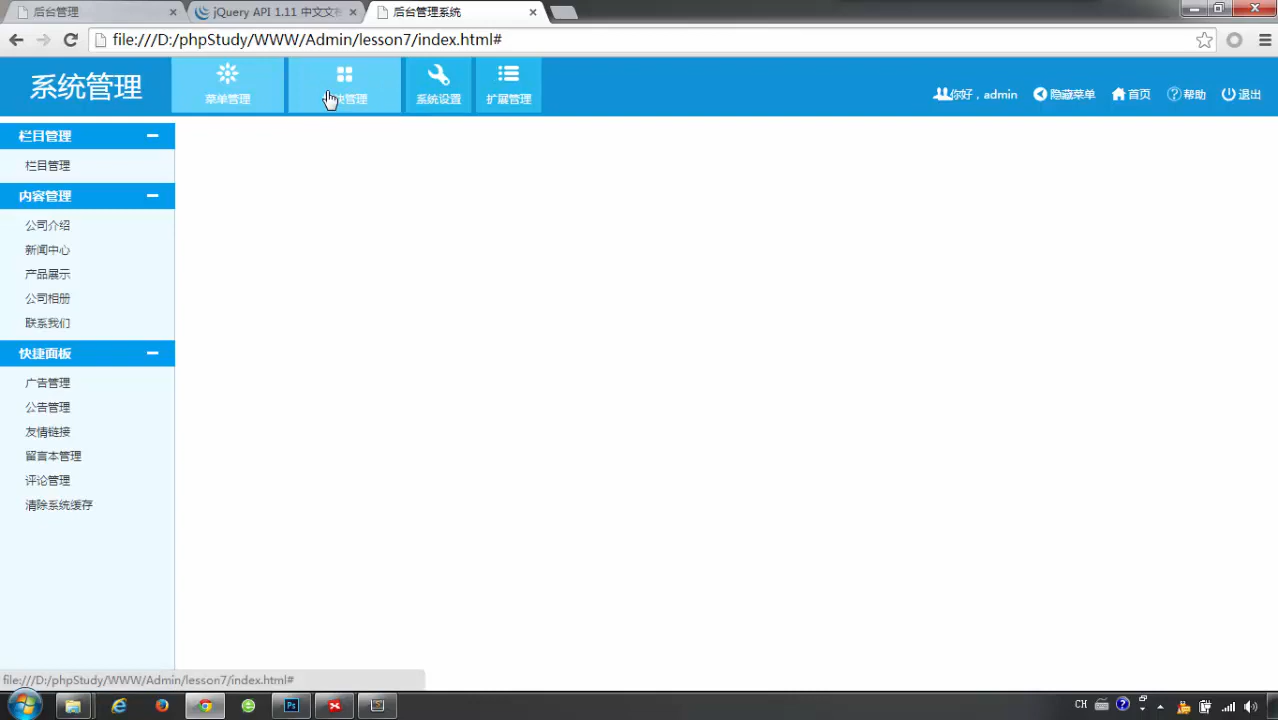 后台管理
jQuery API 1.11 中文文
后台管理系统
file:///D:/phpStudy/WWW/Admin/lesson7/index.html#
系统管理
菜单管理
管理
系统设置
扩展管理
你好，admin
隐藏菜单
首页
帮助
退出
栏目管理
栏目管理
内容管理
公司介绍
新闻中心
产品展示
公司相册
联系我们
快捷面板
广告管理
公告管理
友情链接
留言本管理
评论管理
清除系统缓存
file:///D:/phpStudy/WWW/Admin/lesson7/index.html#
Ps
CH